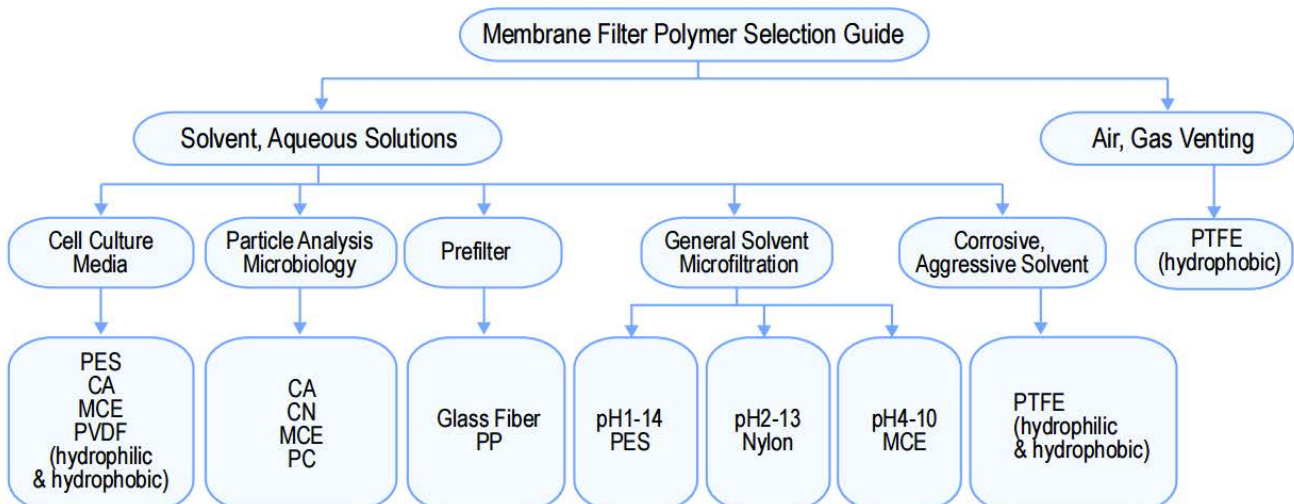 Membrane Filter Polymer Selection Guide
Solvent, Aqueous Solutions
Air, Gas Venting
Cell Culture
Media
Particle Analysis
Microbiology
Prefilter
General Solvent
Microfiltration
Corrosive,
Aggressive Solvent
PTFE
(hydrophobic)
PES
CA
MCE
PVDF
(hydrophilic
& hydrophobic)
CA
CN
MCE
PC
Glass Fiber
PP
pH1-14
PES
pH2-13
Nylon
pH4-10
MCE
PTFE
(hydrophilic
& hydrophobic)